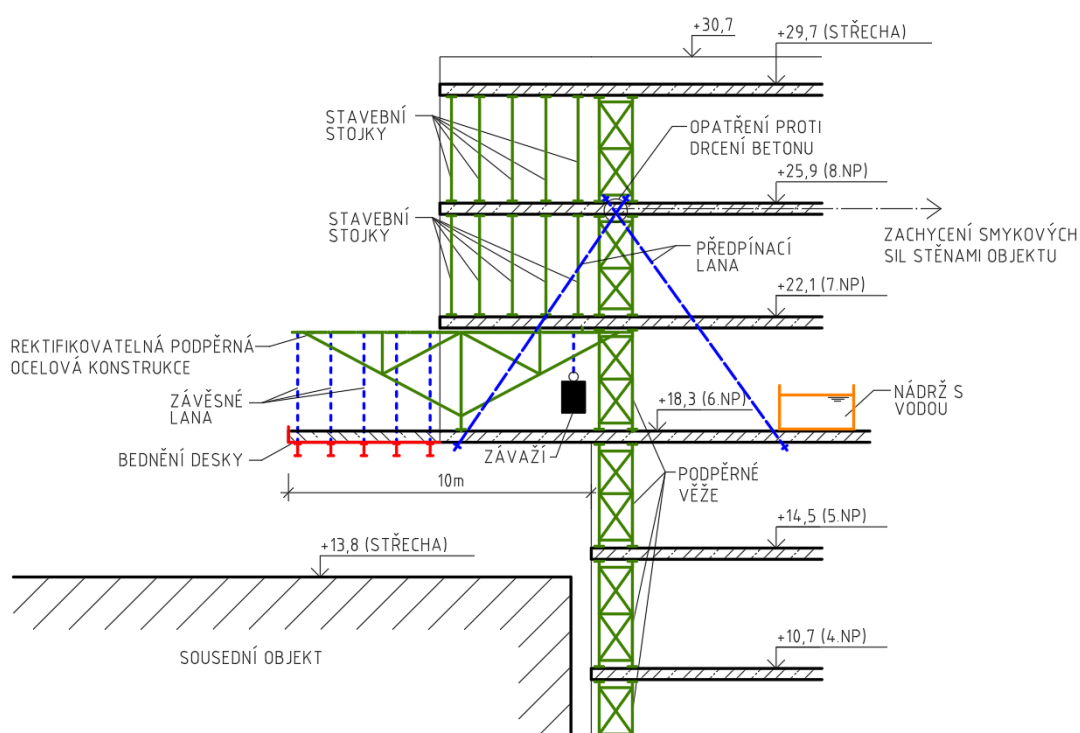 +30,7
+29,7 (STŘECHA)
STAVEBNÍ
STOJKY
OPATŘENÍ PROTI
DRCENÍ BETONU
+25,9 (8.NP)
STAVEBNÍ
STOJKY
PŘEDPÍNACÍ
LANA
ZACHYCENÍ SMYKOVÝCH
SIL STĚNAMI OBJEKTU
+22,1 (7.NP)
REKTIFIKOVATELNÁ PODPĚRNÁ
OCELOVÁ KONSTRUKCE
ZÁVĚSNÉ
LANA
+18,3 (6.NP)
NÁDRŽ S
VODOU
BEDNĚNÍ DESKY
ZÁVAŽÍ
PODPĚRNÉ
VĚŽE
10m
+14,5 (5.NP)
+13,8 (STŘECHA)
+10,7 (4.NP)
SOUSEDNÍ OBJEKT